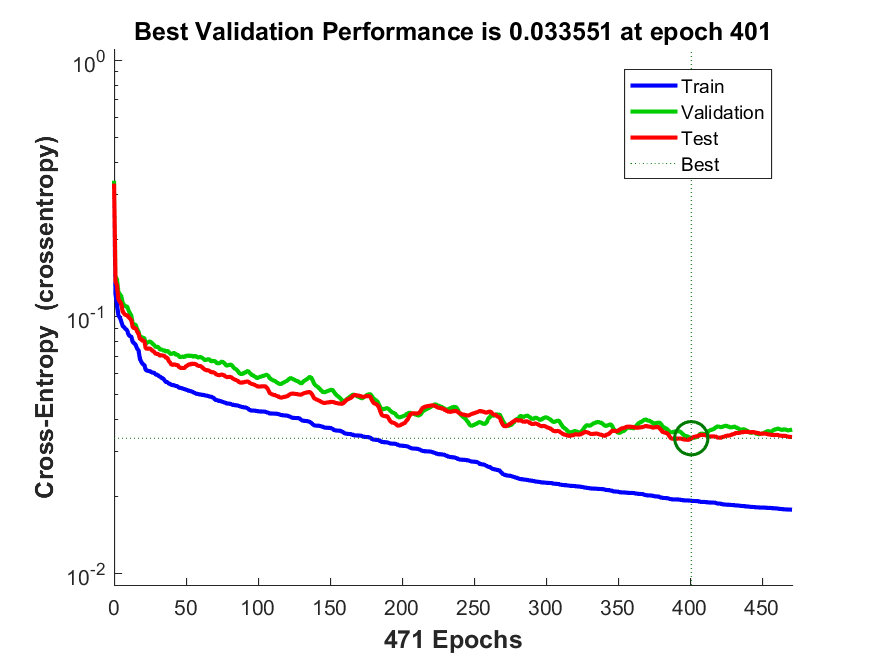 Best Validation Performance is 0.033551 at epoch 401
Cross-Entropy (crossentropy)
10^0
10^-1
10^-2
Train
Validation
Test
Best
0 50 100 150 200 250 300 350 400 450
471 Epochs